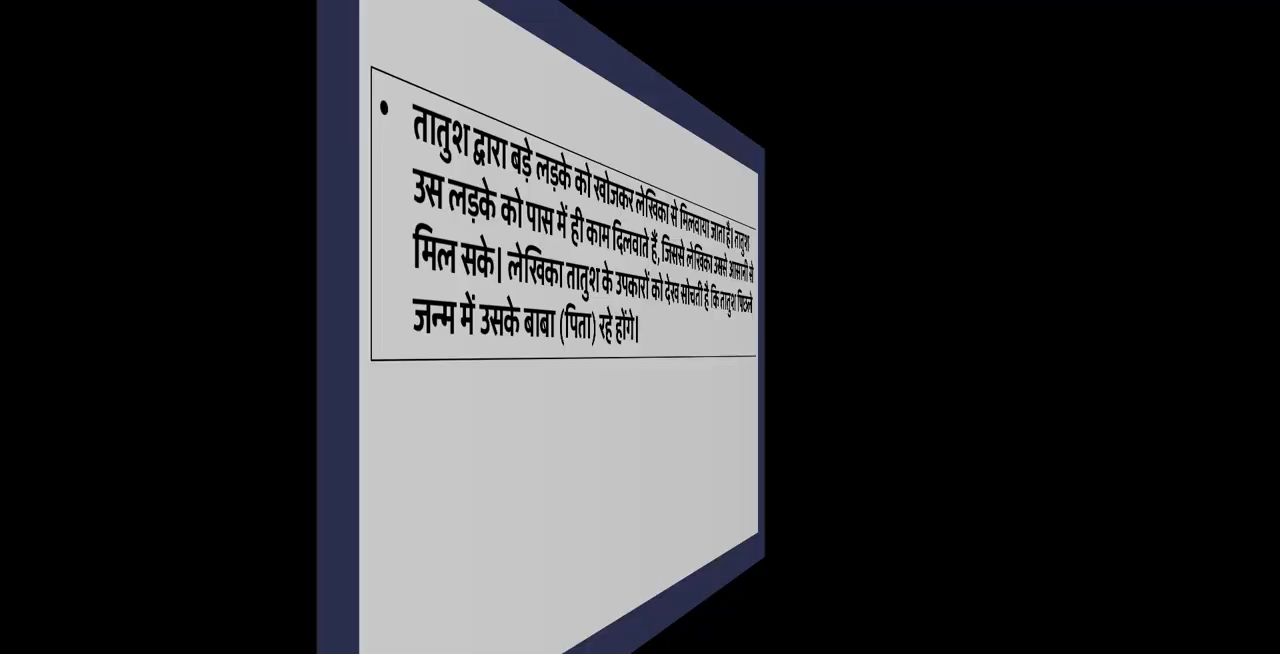 • तातुश द्वारा बड़े लड़के को खोजकर लेखिका से मिलवाया जाता है। तातुश
उस लड़के को पास में ही काम दिलवाते हैं, जिससे लेखिका उससे आसानी से
मिल सके| लेखिका तातुश के उपकारों को देख सोचती है कि तातुश पिछले
जन्म में उसके बाबा (पिता) रहे होंगे|